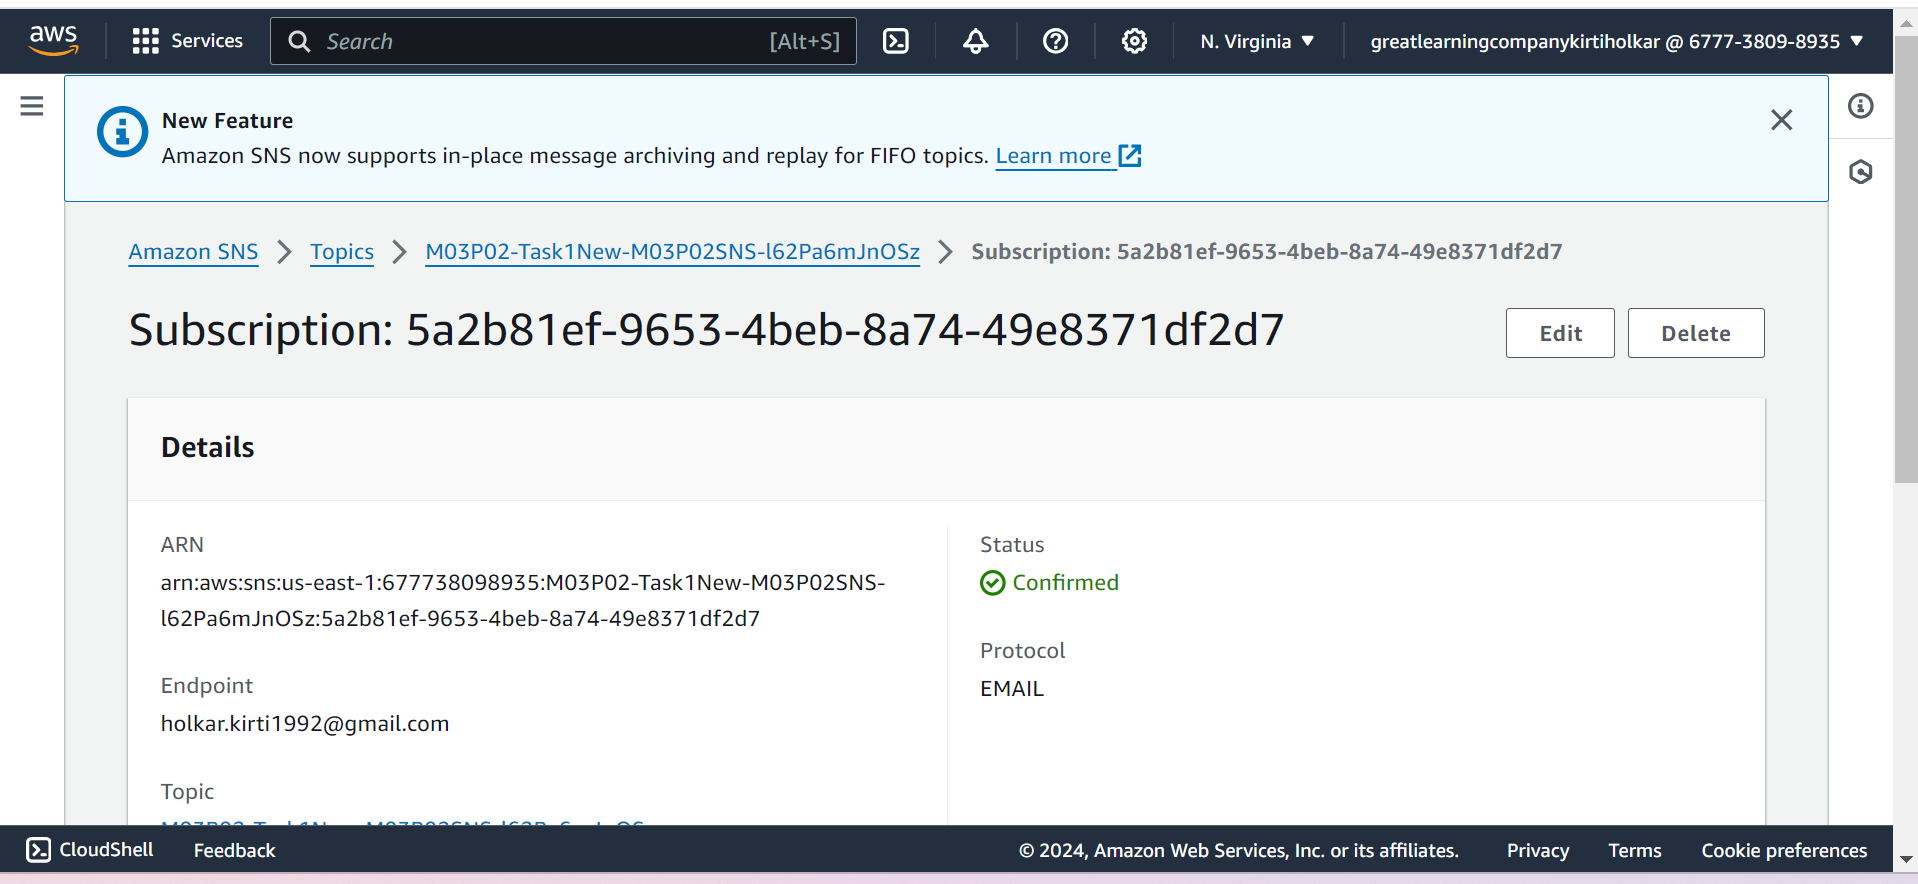 aws
Services
Search
[Alt+S]
N. Virginia
greatlearningcompanykirtiholkar @ 6777-3809-8935
New Feature
Amazon SNS now supports in-place message archiving and replay for FIFO topics. Learn more
Amazon SNS
Topics
M03P02-Task1New-M03P02SNS-l62Pa6mJnOSz
Subscription: 5a2b81ef-9653-4beb-8a74-49e8371df2d7
Subscription: 5a2b81ef-9653-4beb-8a74-49e8371df2d7
Edit
Delete
Details
ARN
arn:aws:sns:us-east-1:677738098935:M03P02-Task1New-M03P02SNS-
l62Pa6mJnOSz:5a2b81ef-9653-4beb-8a74-49e8371df2d7
Endpoint
holkar.kirti1992@gmail.com
Topic
Status
Confirmed
Protocol
EMAIL
CloudShell
Feedback
© 2024, Amazon Web Services, Inc. or its affiliates.
Privacy
Terms
Cookie preferences